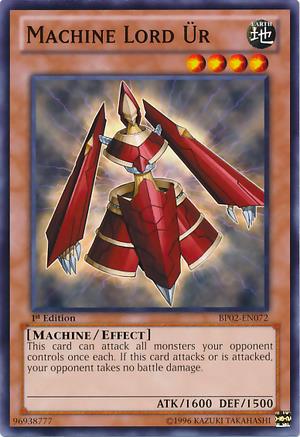 Machine Lord Ür
EARTH
地
1st Edition
BP02-EN072
[Machine/Effect]
This card can attack all monsters your opponent
controls once each. If this card attacks or is attacked,
your opponent takes no battle damage.
ATK/1600 DEF/1500
96938777
©1996 KAZUKI TAKAHASHI